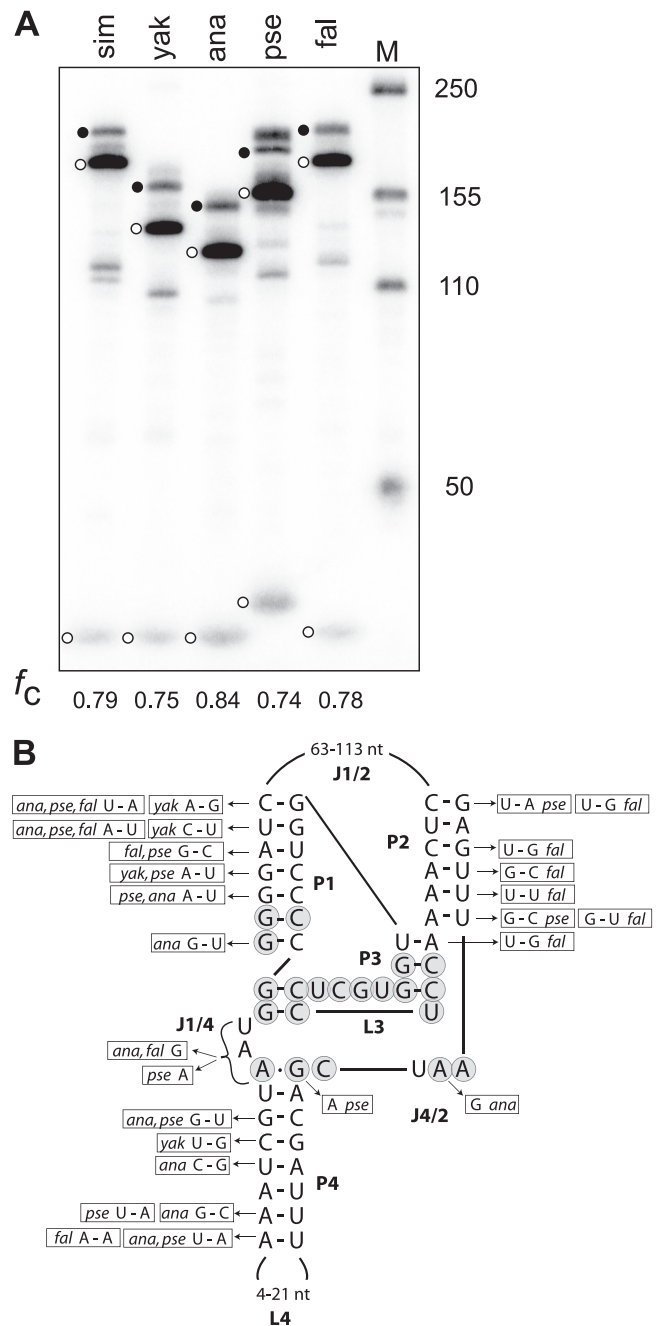 A
sim yak ana pse fal M
250
155
110
50
fC 0.79 0.75 0.84 0.74 0.78
B
63-113 nt
J1/2
ana, pse, fal U - A yak A - G C - G C - G U - A pse U - G fal
ana, pse, fal A - U yak C - U U - G U A
P2
fal, pse G - C A - U C - G U - G fal
yak, pse A - U G - C P1 A - U G - C fal
pse, ana A - U G - C A - U U - U fal
G - C A - U G - C pse G - U fal
ana G - U G - C U - A U - G fal
P3
G - C
G - C U C G U G - C
G - C L3 U
J1/4
U
A
ana, fal G
pse A
A · G C U A A
A pse J4/2 G ana
U - A
ana, pse G - U G - C
yak U - G C - G
ana C - G U - A P4
A - U
pse U - A ana G - C A - U
fal A - A ana, pse U - A A - U
4-21 nt
L4